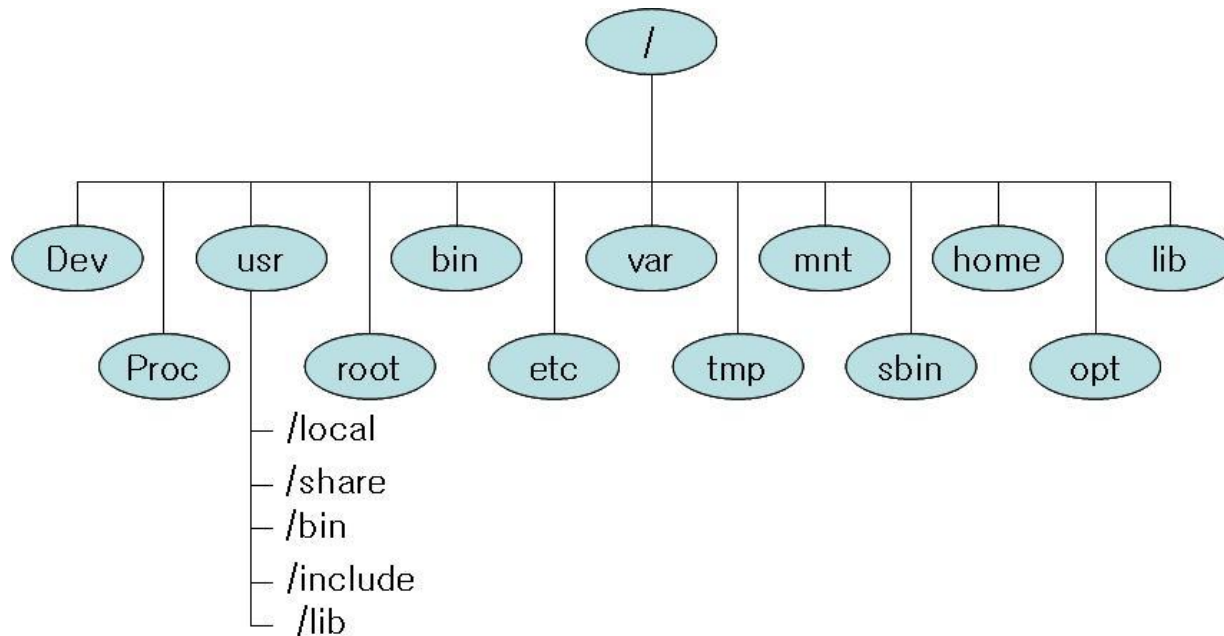 /
Dev usr bin var mnt home lib
Proc root etc tmp sbin opt
/local
/share
/bin
/include
/lib